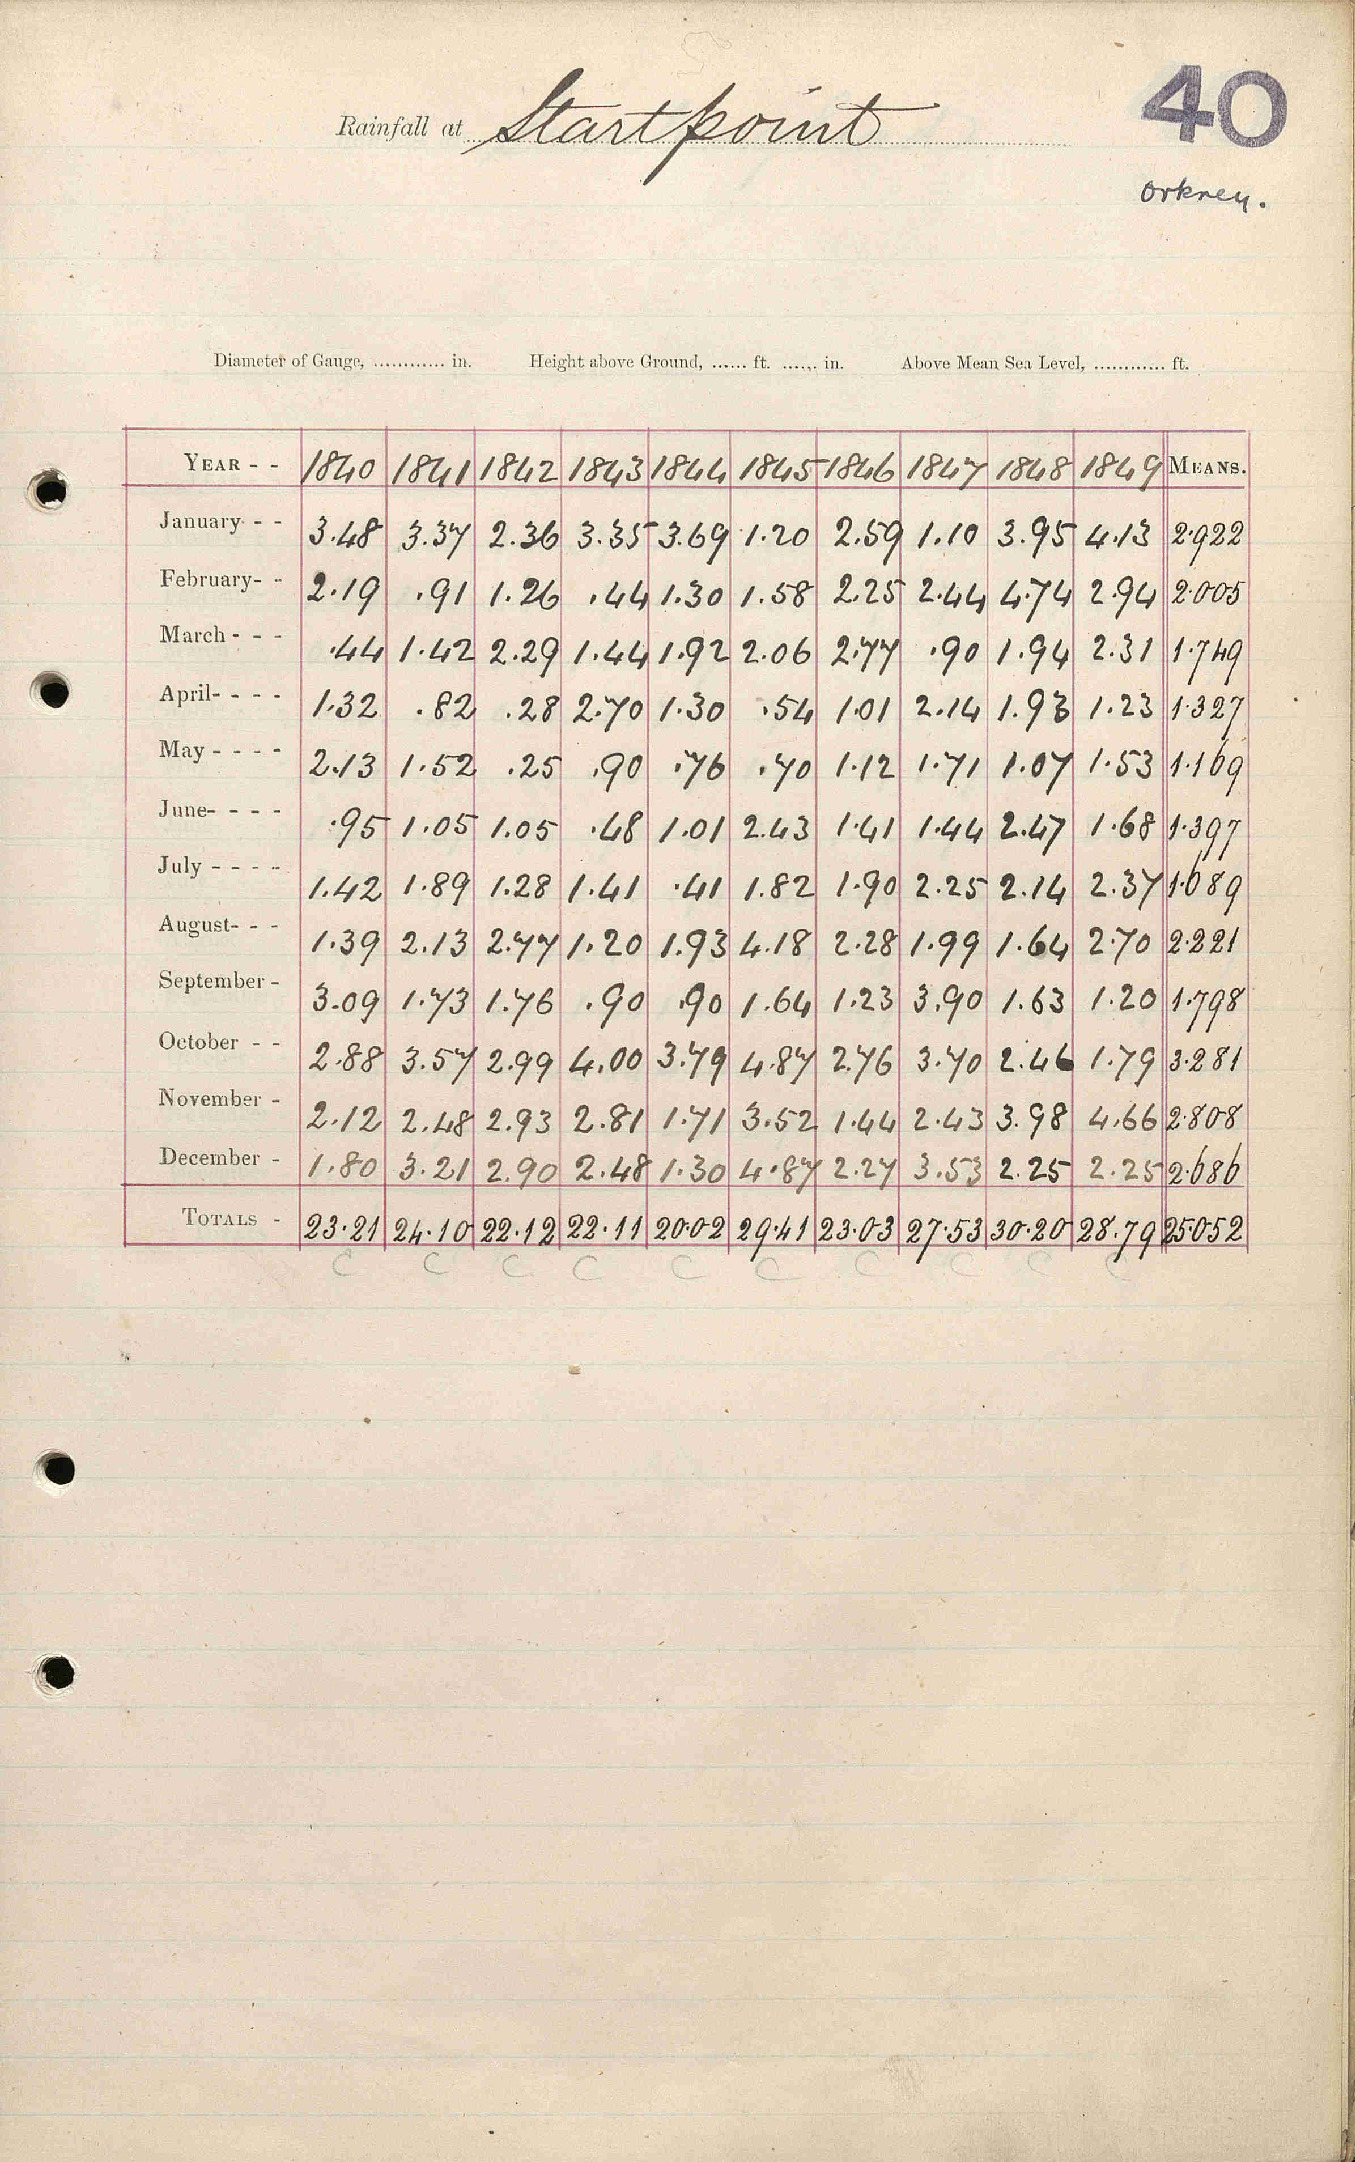 40
Rainfall at Startpoint
Orkney.
Diameter of Gauge, ............ in. Height above Ground, ...... ft. ...... in. Above Mean Sea Level, ............ ft.
YEAR - - 1840 1841 1842 1843 1844 1845 1846 1847 1848 1849 MEANS.
January - - 3.48 3.37 2.36 3.35 3.69 1.20 2.59 1.10 3.95 4.13 2.922
February- - 2.19 .91 1.26 .44 1.30 1.58 2.25 2.44 4.74 2.94 2.005
March - - - .44 1.42 2.29 1.44 1.92 2.06 2.77 .90 1.94 2.31 1.749
April- - - - 1.32 .82 .28 2.70 1.30 .54 1.01 2.14 1.93 1.23 1.327
May - - - - 2.13 1.52 .25 .90 .76 .70 1.12 1.71 1.07 1.53 1.169
June- - - - .95 1.05 1.05 .48 1.01 2.43 1.41 1.44 2.47 1.68 1.397
July - - - - 1.42 1.89 1.28 1.41 .41 1.82 1.90 2.25 2.14 2.37 1.689
August- - - 1.39 2.13 2.77 1.20 1.93 4.18 2.28 1.99 1.64 2.70 2.221
September - 3.09 1.73 1.76 .90 .90 1.64 1.23 3.90 1.63 1.20 1.798
October - - 2.88 3.57 2.99 4.00 3.79 4.87 2.76 3.70 2.46 1.79 3.281
November - 2.12 2.48 2.93 2.81 1.71 3.52 1.44 2.43 3.98 4.66 2.808
December - 1.80 3.21 2.90 2.48 1.30 4.87 2.27 3.53 2.25 2.25 2.686
TOTALS - 23.21 24.10 22.12 22.11 20.02 29.41 23.03 27.53 30.20 28.79 25.052
C C C C C C C C C C